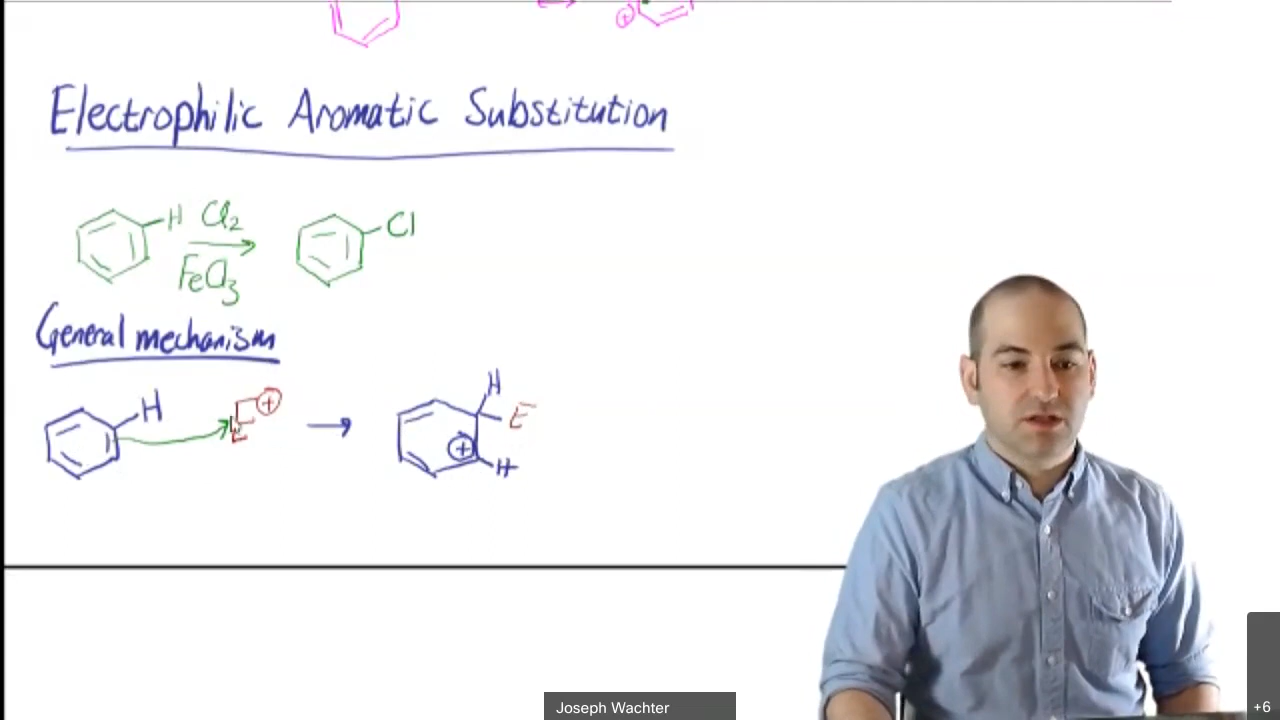 ⊕
Electrophilic Aromatic Substitution
H Cl2 Cl
FeCl3
General mechanism
H E⊕ H E
⊕ H
Joseph Wachter
+6